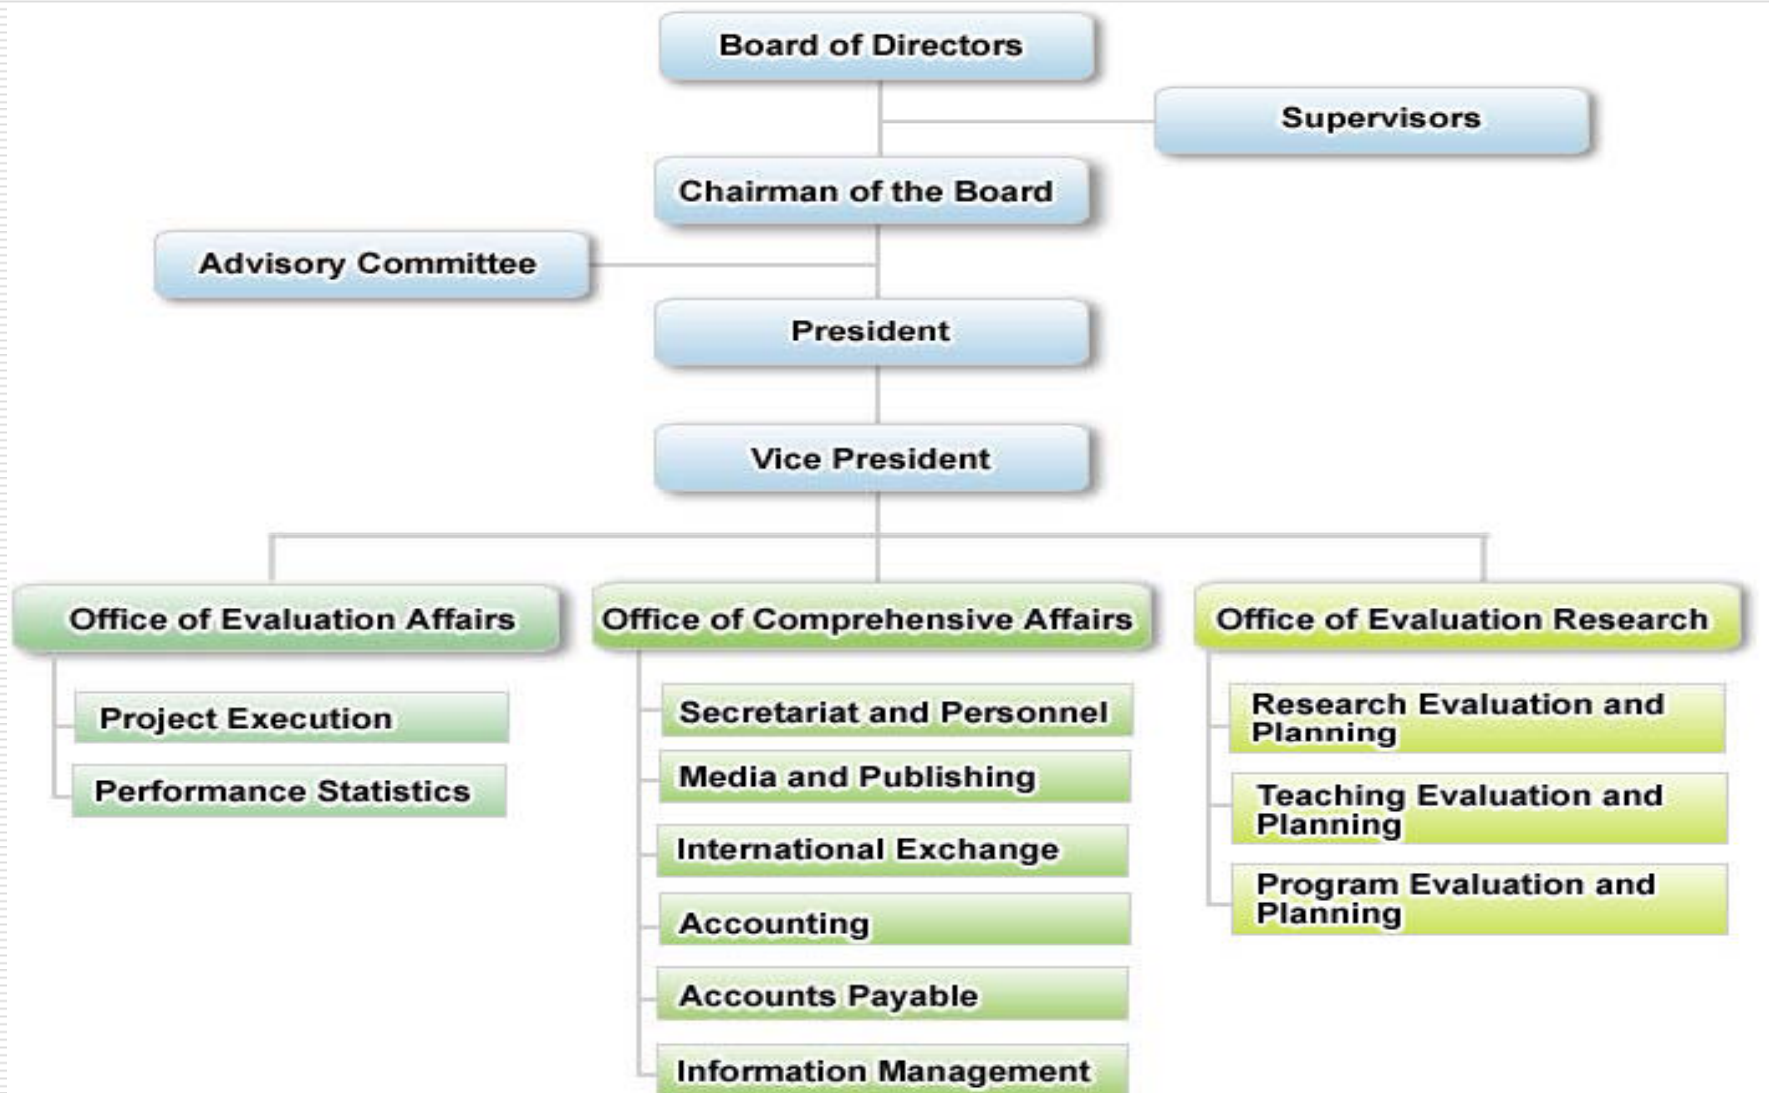 Board of Directors
Supervisors
Chairman of the Board
Advisory Committee
President
Vice President
Office of Evaluation Affairs
Project Execution
Performance Statistics
Office of Comprehensive Affairs
Secretariat and Personnel
Media and Publishing
International Exchange
Accounting
Accounts Payable
Information Management
Office of Evaluation Research
Research Evaluation and
Planning
Teaching Evaluation and
Planning
Program Evaluation and
Planning